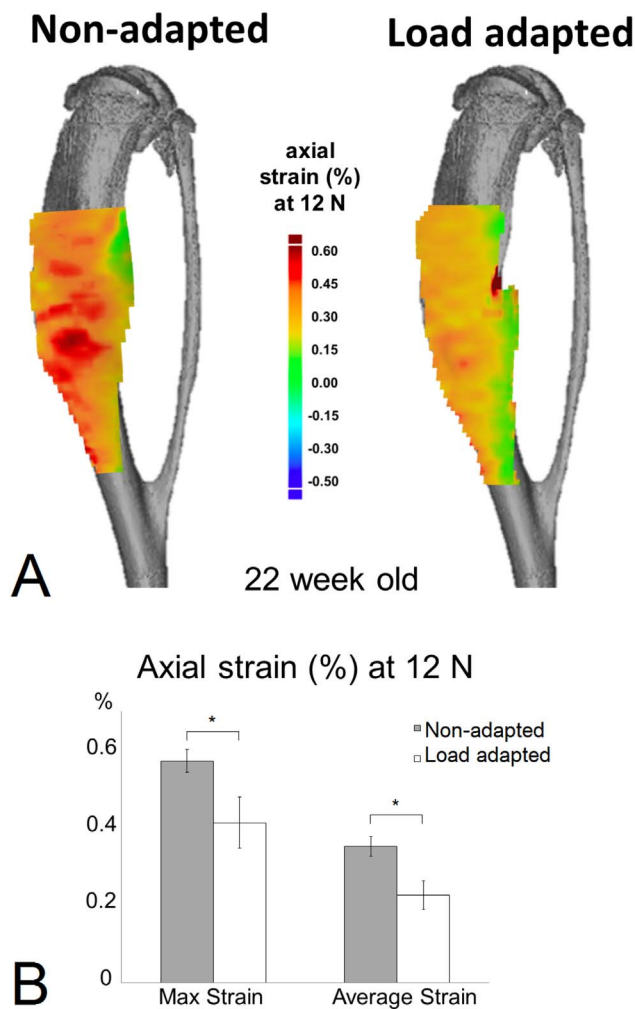 Non-adapted
Load adapted
axial
strain (%)
at 12 N
0.60
0.45
0.30
0.15
0.00
-0.15
-0.30
-0.50
A
22 week old
Axial strain (%) at 12 N
%
0.6
0.4
0.2
0
*
*
Non-adapted
Load adapted
Max Strain
Average Strain
B